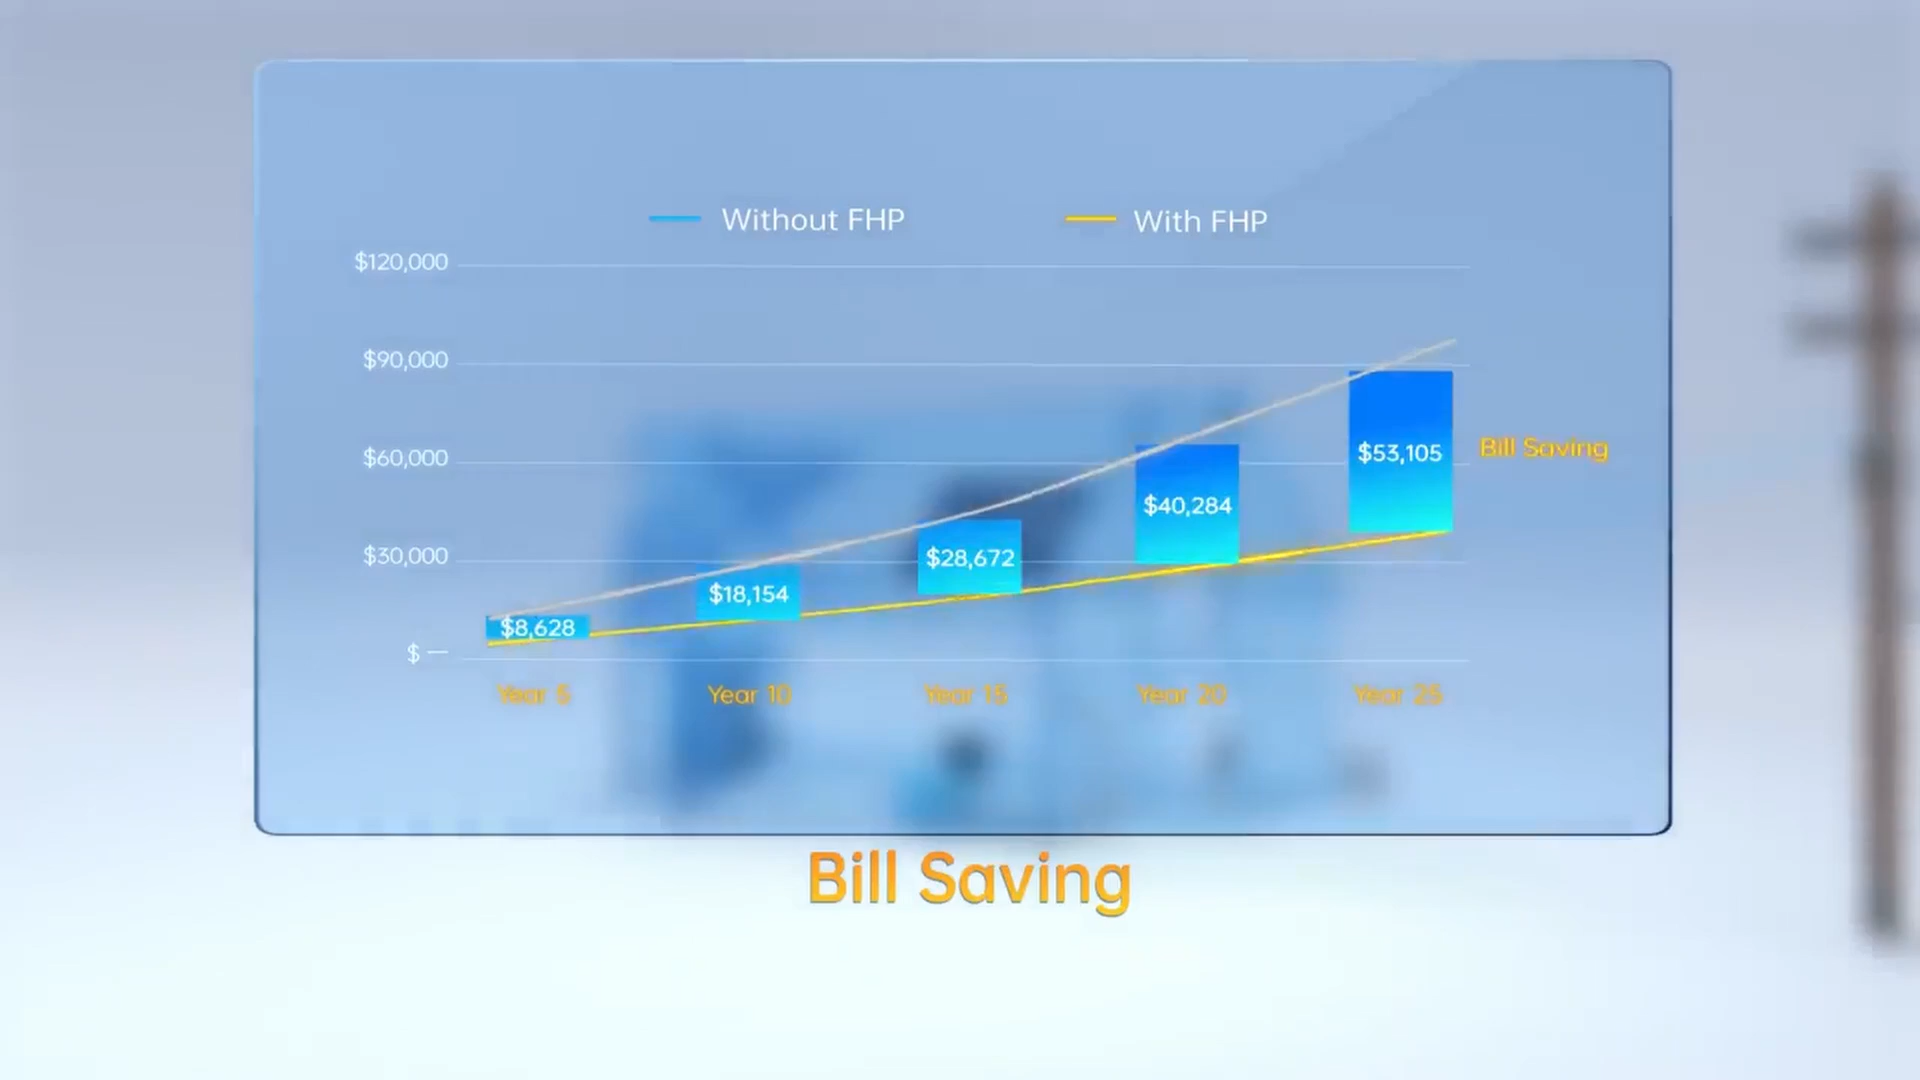 Without FHP
With FHP
$120,000
$90,000
$60,000
$30,000
$ —
$8,628
$18,154
$28,672
$40,284
$53,105
Bill Saving
Year 5
Year 10
Year 15
Year 20
Year 25
Bill Saving